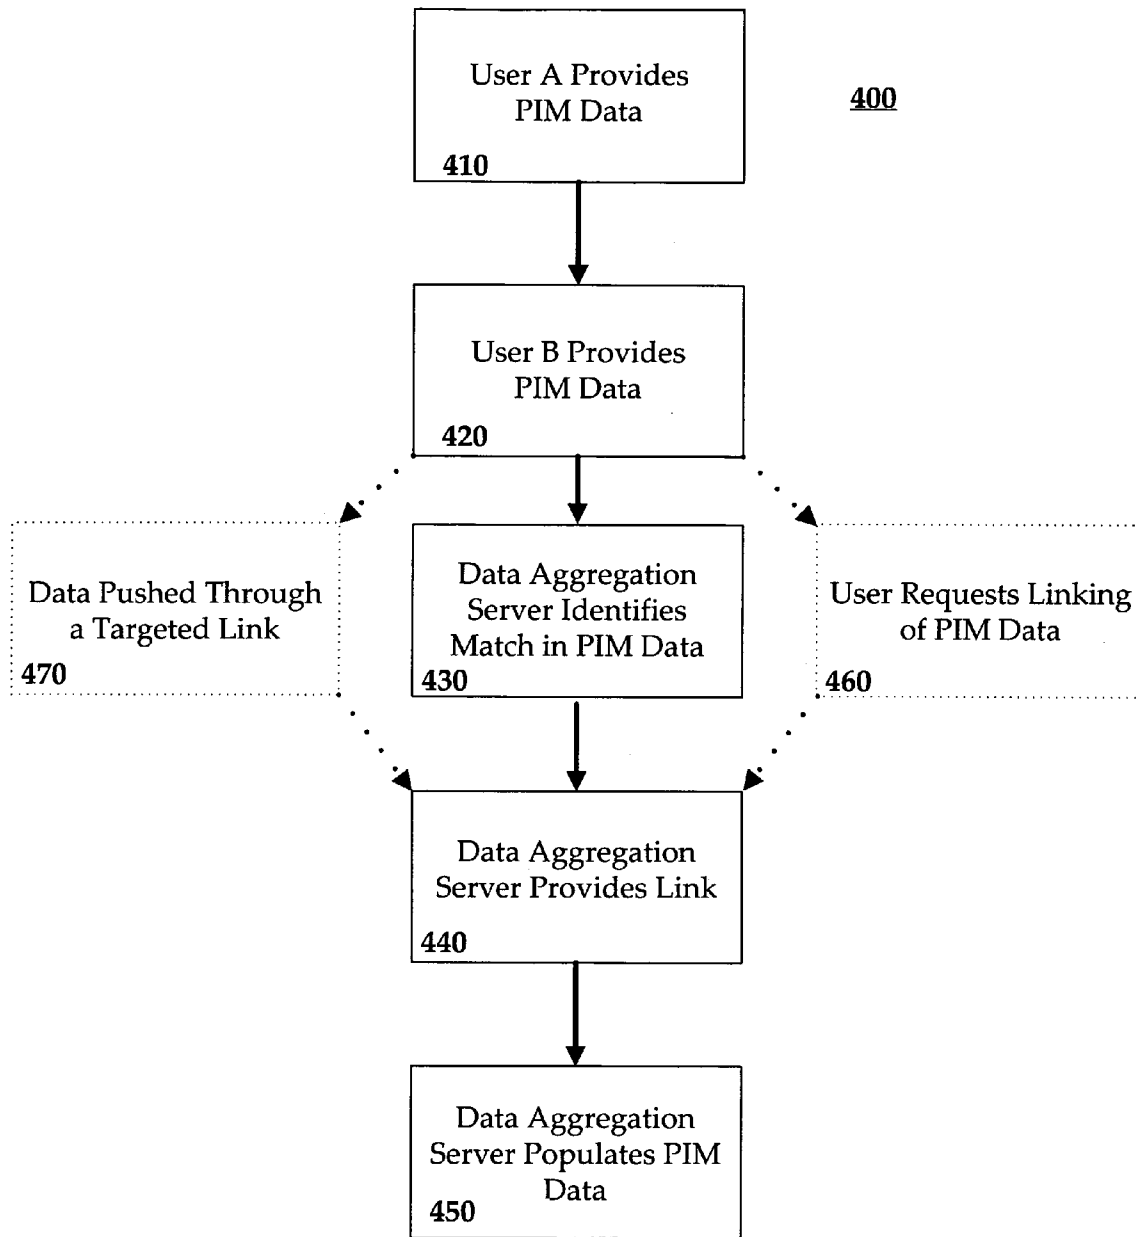 User A Provides
PIM Data
410
400
User B Provides
PIM Data
420
Data Pushed Through
a Targeted Link
470
Data Aggregation
Server Identifies
Match in PIM Data
430
User Requests Linking
of PIM Data
460
Data Aggregation
Server Provides Link
440
Data Aggregation
Server Populates PIM
Data
450